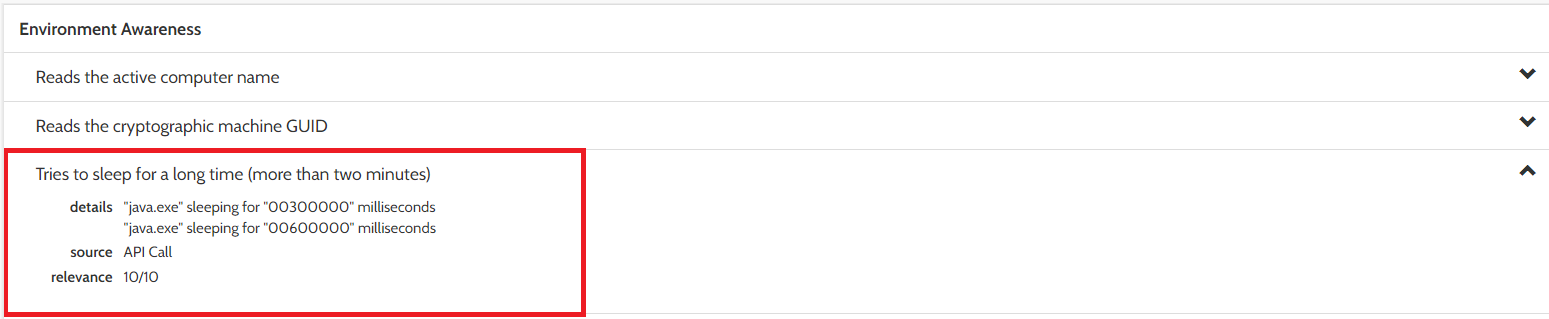 Environment Awareness
Reads the active computer name
Reads the cryptographic machine GUID
Tries to sleep for a long time (more than two minutes)
details "java.exe" sleeping for "00300000" milliseconds
"java.exe" sleeping for "00600000" milliseconds
source API Call
relevance 10/10